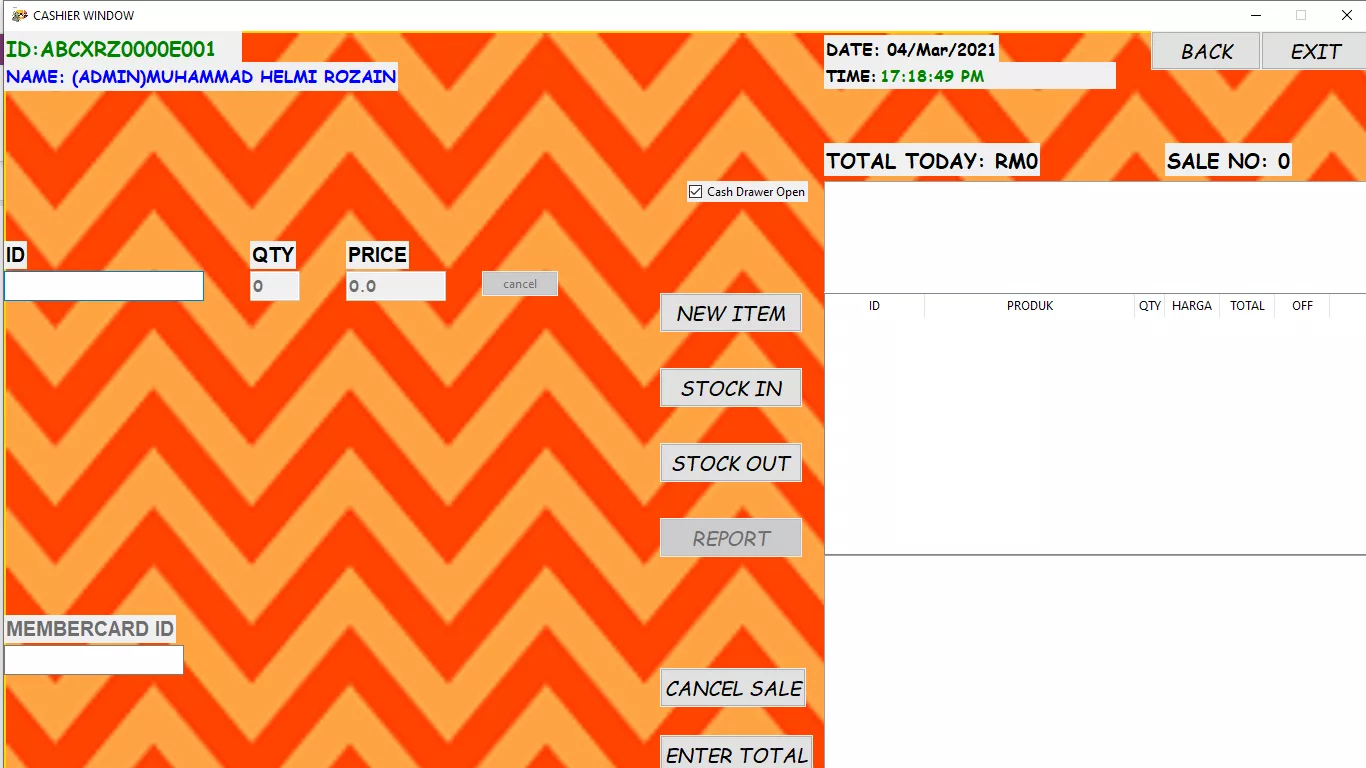 CASHIER WINDOW
ID:ABCXRZ0000E001
NAME: (ADMIN)MUHAMMAD HELMI ROZAIN
DATE: 04/Mar/2021
TIME: 17:18:49 PM
BACK
EXIT
TOTAL TODAY: RM0
SALE NO: 0
Cash Drawer Open
ID
QTY
PRICE
0
0.0
cancel
NEW ITEM
STOCK IN
STOCK OUT
REPORT
ID PRODUK QTY HARGA TOTAL OFF
MEMBERCARD ID
CANCEL SALE
ENTER TOTAL